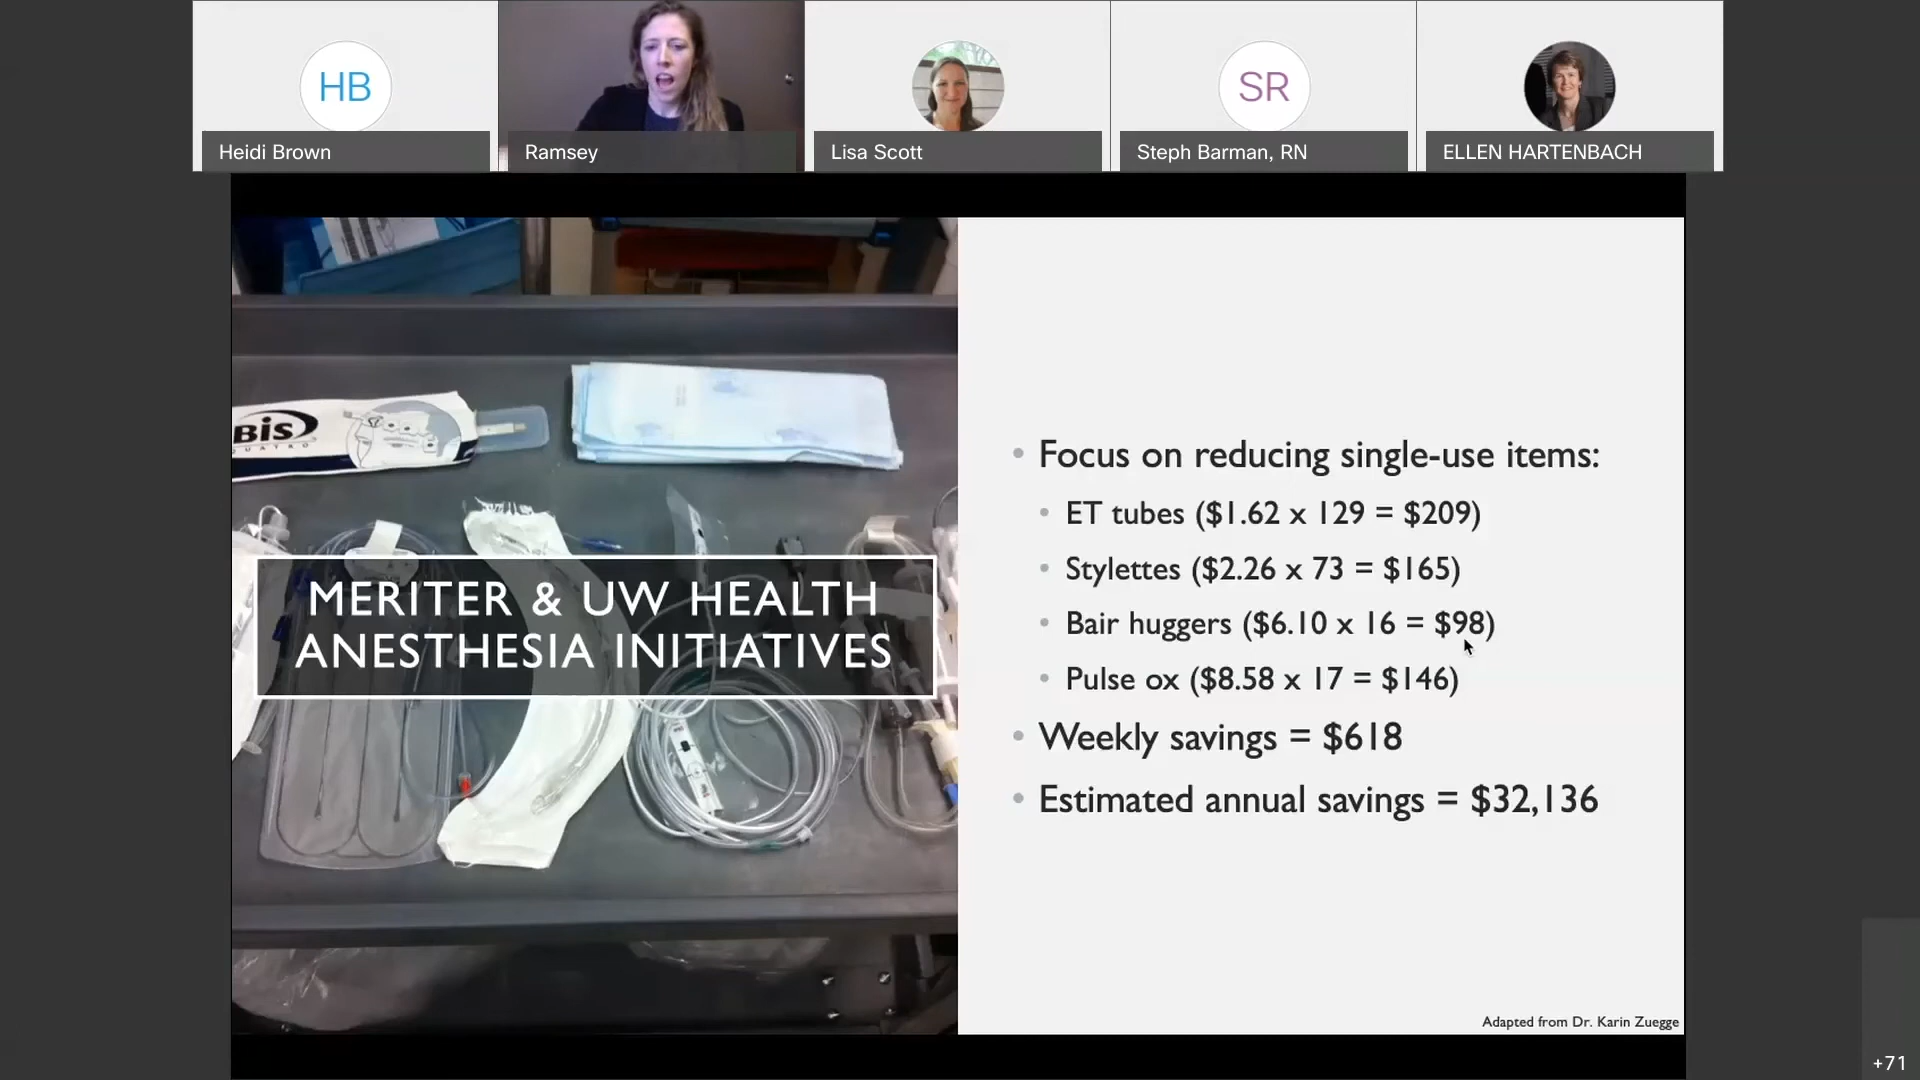 HB
SR
Heidi Brown
Ramsey
Lisa Scott
Steph Barman, RN
ELLEN HARTENBACH
BiS
QUATRO
MERITER & UW HEALTH
ANESTHESIA INITIATIVES
• Focus on reducing single-use items:
• ET tubes ($1.62 x 129 = $209)
• Stylettes ($2.26 x 73 = $165)
• Bair huggers ($6.10 x 16 = $98)
• Pulse ox ($8.58 x 17 = $146)
• Weekly savings = $618
• Estimated annual savings = $32,136
Adapted from Dr. Karin Zuegge
+71